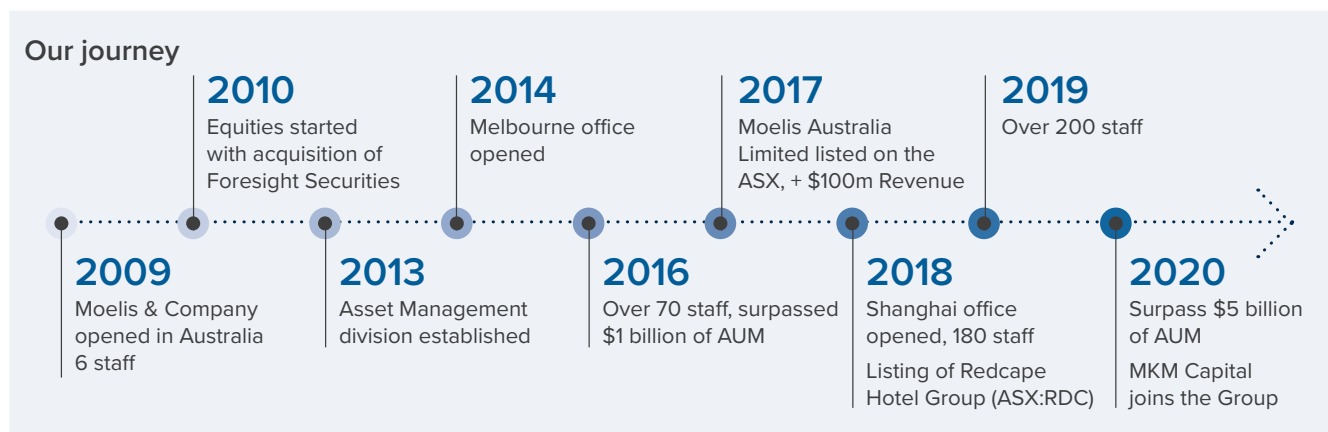 Our journey
2009
Moelis & Company
opened in Australia
6 staff
2010
Equities started
with acquisition of
Foresight Securities
2013
Asset Management
division established
2014
Melbourne office
opened
2016
Over 70 staff, surpassed
$1 billion of AUM
2017
Moelis Australia
Limited listed on the
ASX, + $100m Revenue
2018
Shanghai office
opened, 180 staff
Listing of Redcape
Hotel Group (ASX:RDC)
2019
Over 200 staff
2020
Surpass $5 billion
of AUM
MKM Capital
joins the Group